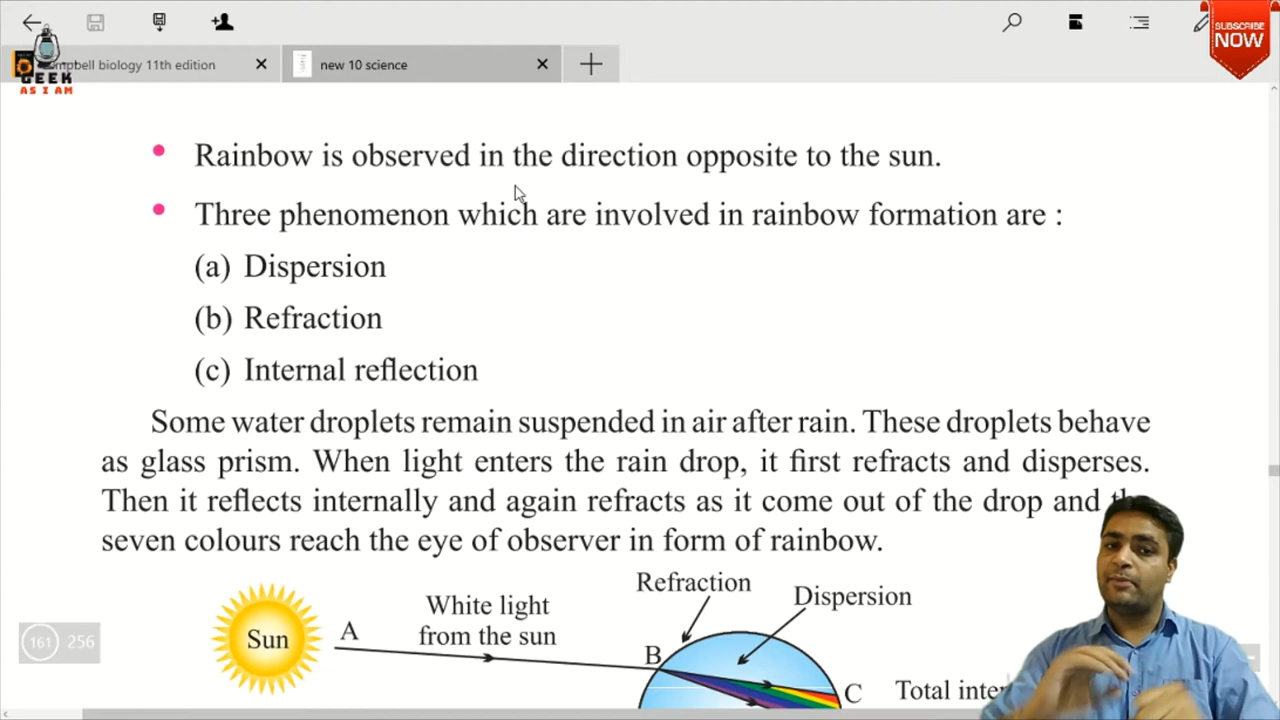 SUBSCRIBE
NOW
Campbell biology 11th edition
new 10 science
GEEK
AS I AM
• Rainbow is observed in the direction opposite to the sun.
• Three phenomenon which are involved in rainbow formation are :
(a) Dispersion
(b) Refraction
(c) Internal reflection
Some water droplets remain suspended in air after rain. These droplets behave
as glass prism. When light enters the rain drop, it first refracts and disperses.
Then it reflects internally and again refracts as it come out of the drop and the
seven colours reach the eye of observer in form of rainbow.
Refraction
Dispersion
White light
from the sun
Sun
A
B
C
Total
161 256